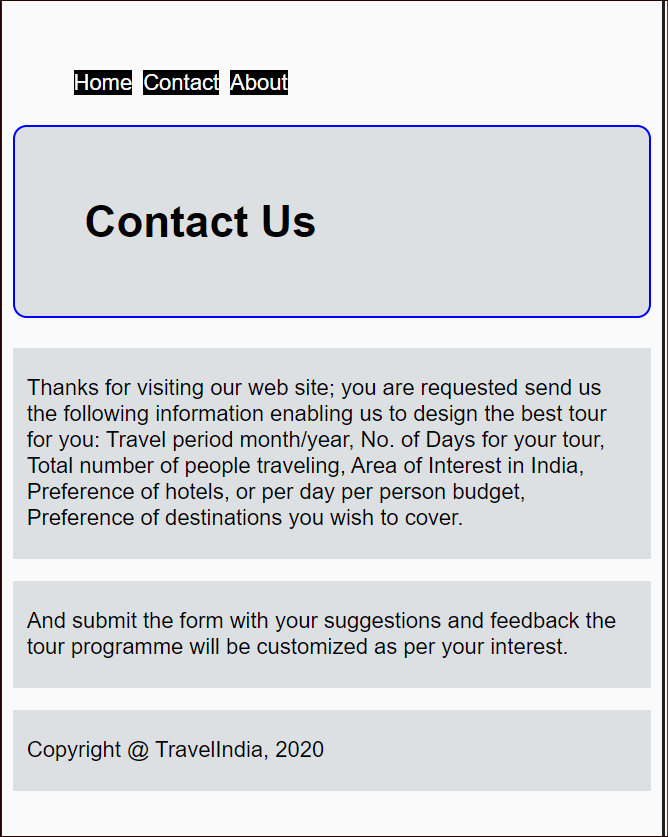 Home Contact About
Contact Us
Thanks for visiting our web site; you are requested send us
the following information enabling us to design the best tour
for you: Travel period month/year, No. of Days for your tour,
Total number of people traveling, Area of Interest in India,
Preference of hotels, or per day per person budget,
Preference of destinations you wish to cover.
And submit the form with your suggestions and feedback the
tour programme will be customized as per your interest.
Copyright @ TravelIndia, 2020